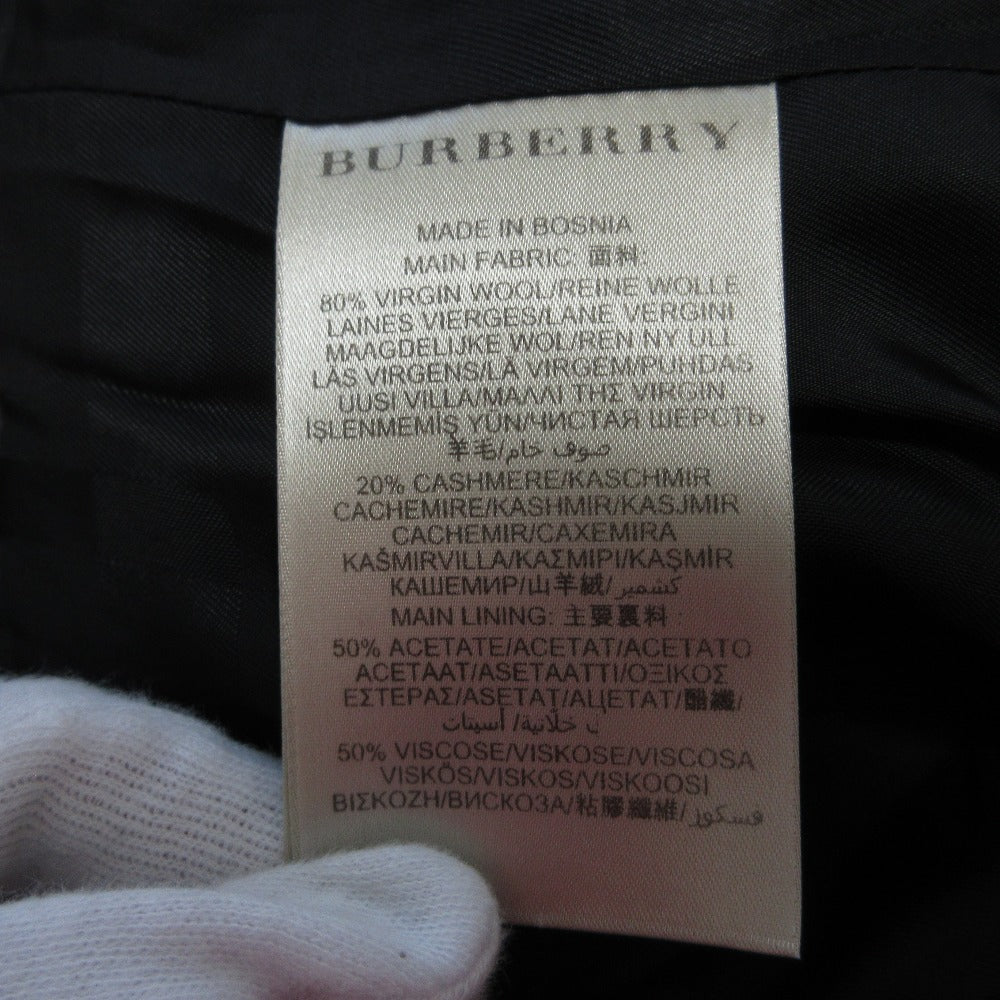 BURBERRY
MADE IN BOSNIA
MAIN FABRIC: 面料
80% VIRGIN WOOL/REINE WOLLE
LAINES VIERGES/LANE VERGINI
MAAGDELIJKE WOL/REN NY ULL
LÃS VIRGENS/LÃ VIRGEM/PUHDAS
UUSI VILLA/ΜΑΛΛΙ ΤΗΣ VIRGIN
İŞLENMEMİŞ YÜN/ЧИСТАЯ ШЕРСТЬ
羊毛/صوف خام
20% CASHMERE/KASCHMIR
CACHEMIRE/KASHMIR/KASJMIR
CACHEMIR/CAXEMIRA
KAŠMIRVILLA/ΚΑΣΜΙΡΙ/KAŞMİR
КАШЕМИР/山羊絨/كشمير
MAIN LINING: 主要裏料 :
50% ACETATE/ACETAT/ACETATO
ACETAAT/ASETAATTI/ΟΞΙΚΟΣ
ΕΣΤΕΡΑΣ/ASETAT/АЦЕТАТ/醋纖/
خلاتية/ أسيتات
50% VISCOSE/VISKOSE/VISCOSA
VISKÖS/VISKOS/VISKOOSI
ΒΙΣΚΟΖΗ/ВИСКОЗА/粘膠纖維/فسكوز